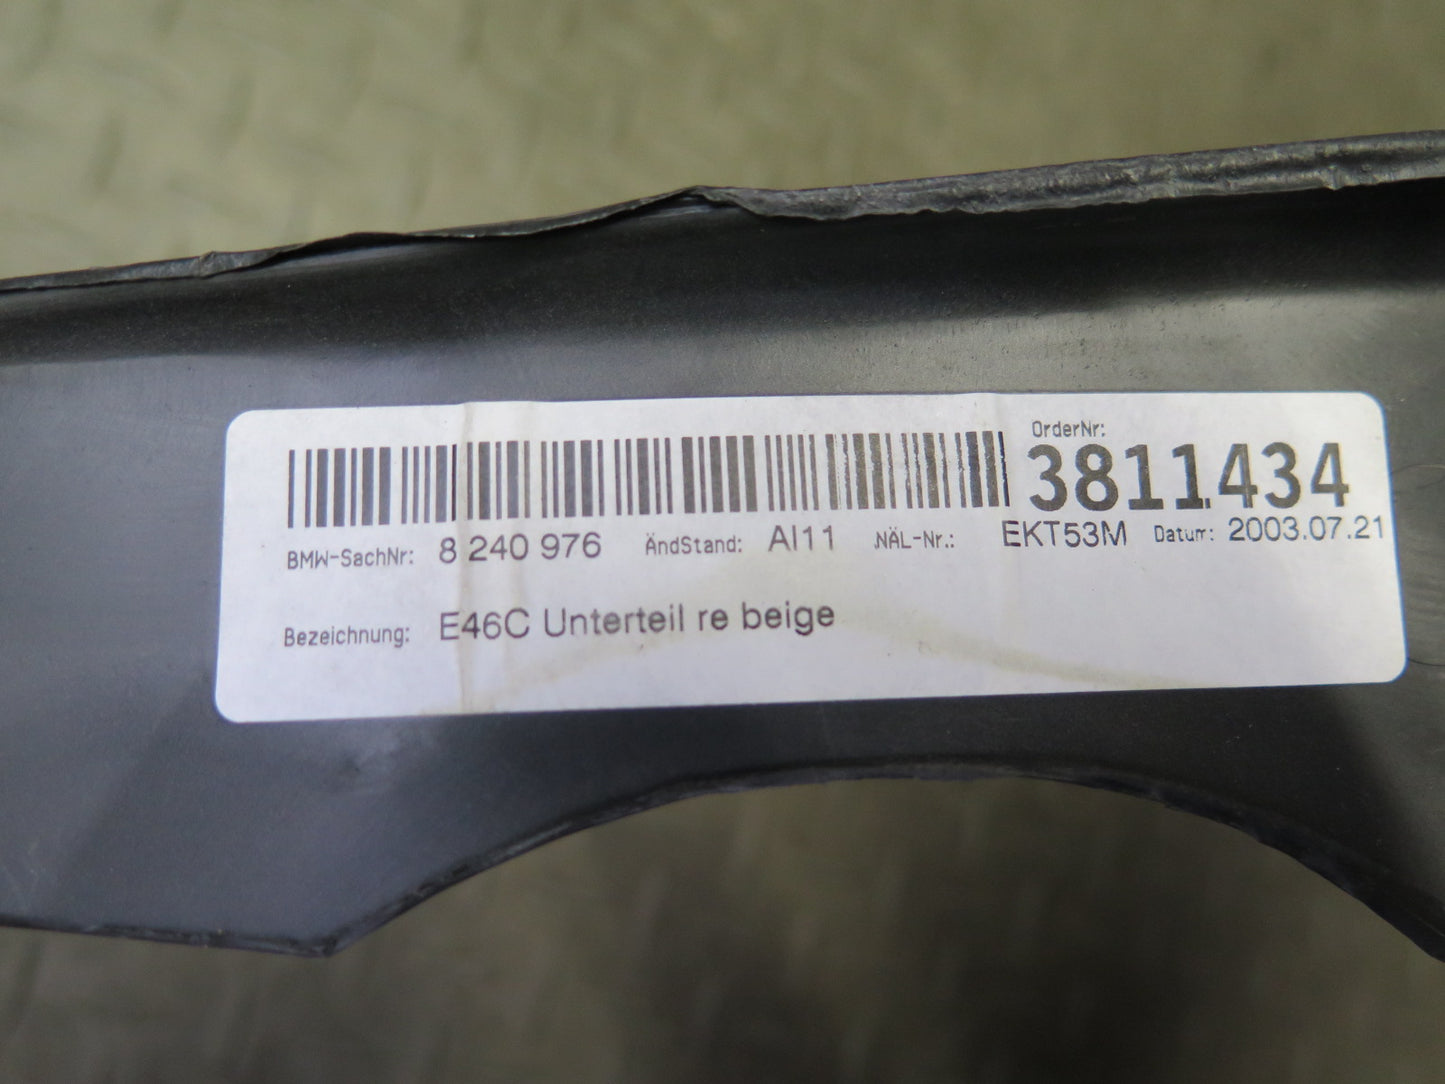 OrderNr:
3811434
BMW-SachNr: 8 240 976 ÄndStand: AI11 NÄL-Nr.: EKT53M Datum: 2003.07.21
Bezeichnung: E46C Unterteil re beige